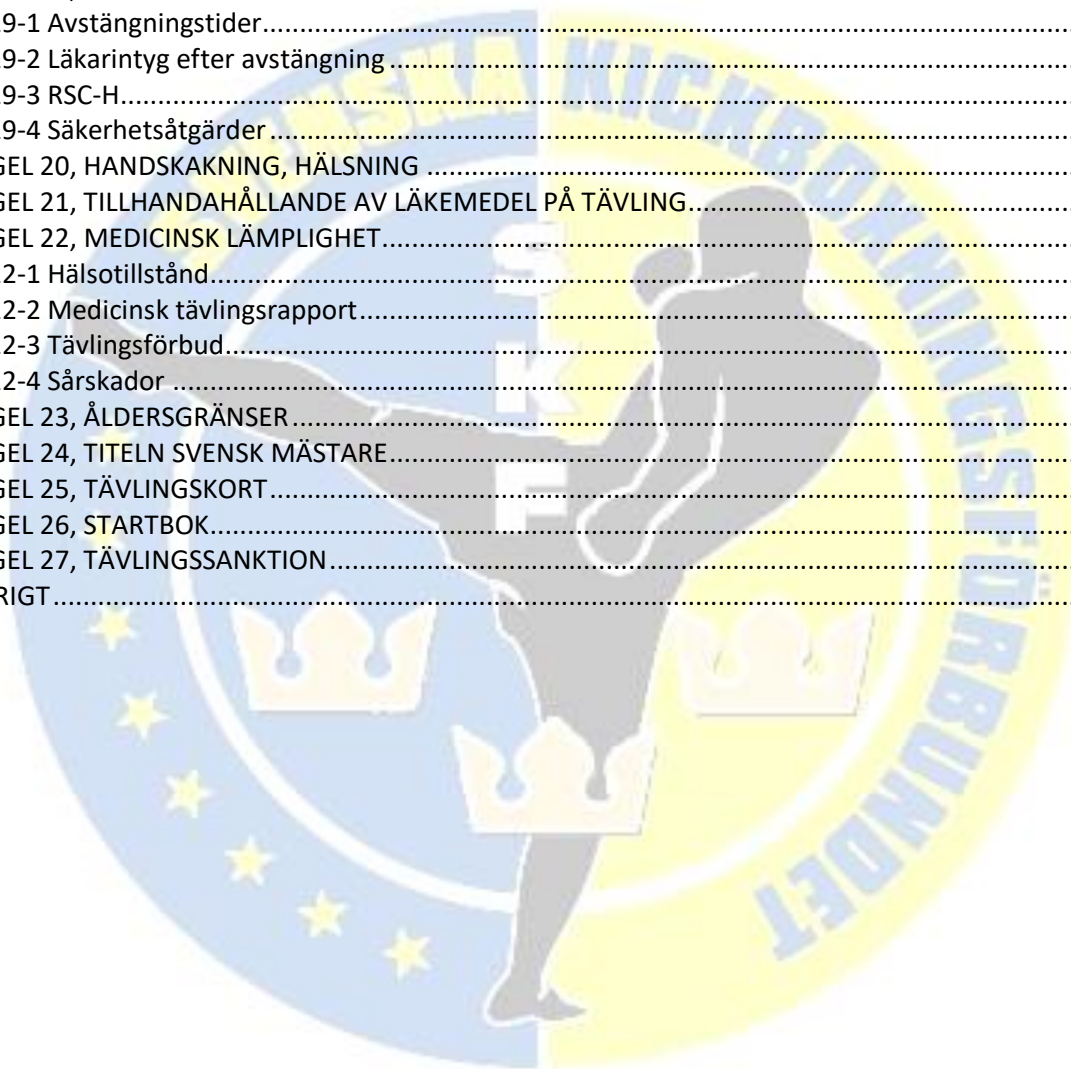 9-1 Avstängningstider........................................................................................................
9-2 Läkarintyg efter avstängning........................................................................................
9-3 RSC-H.........................................................................................................................
9-4 Säkerhetsåtgärder......................................................................................................
GEL 20, HANDSKAKNING, HÄLSNING..................................................................................
GEL 21, TILLHANDAHÅLLANDE AV LÄKEMEDEL PÅ TÄVLING................................................
GEL 22, MEDICINSK LÄMPLIGHET........................................................................................
2-1 Hälsotillstånd..............................................................................................................
2-2 Medicinsk tävlingsrapport...........................................................................................
2-3 Tävlingsförbud............................................................................................................
2-4 Sårskador...................................................................................................................
GEL 23, ÅLDERSGRÄNSER...................................................................................................
GEL 24, TITELN SVENSK MÄSTARE......................................................................................
GEL 25, TÄVLINGSKORT......................................................................................................
GEL 26, STARTBOK..............................................................................................................
GEL 27, TÄVLINGSSANKTION..............................................................................................
RIGT...................................................................................................................................
SVENSKA KICKBOXNINGSFÖRBUNDET
S
K
F